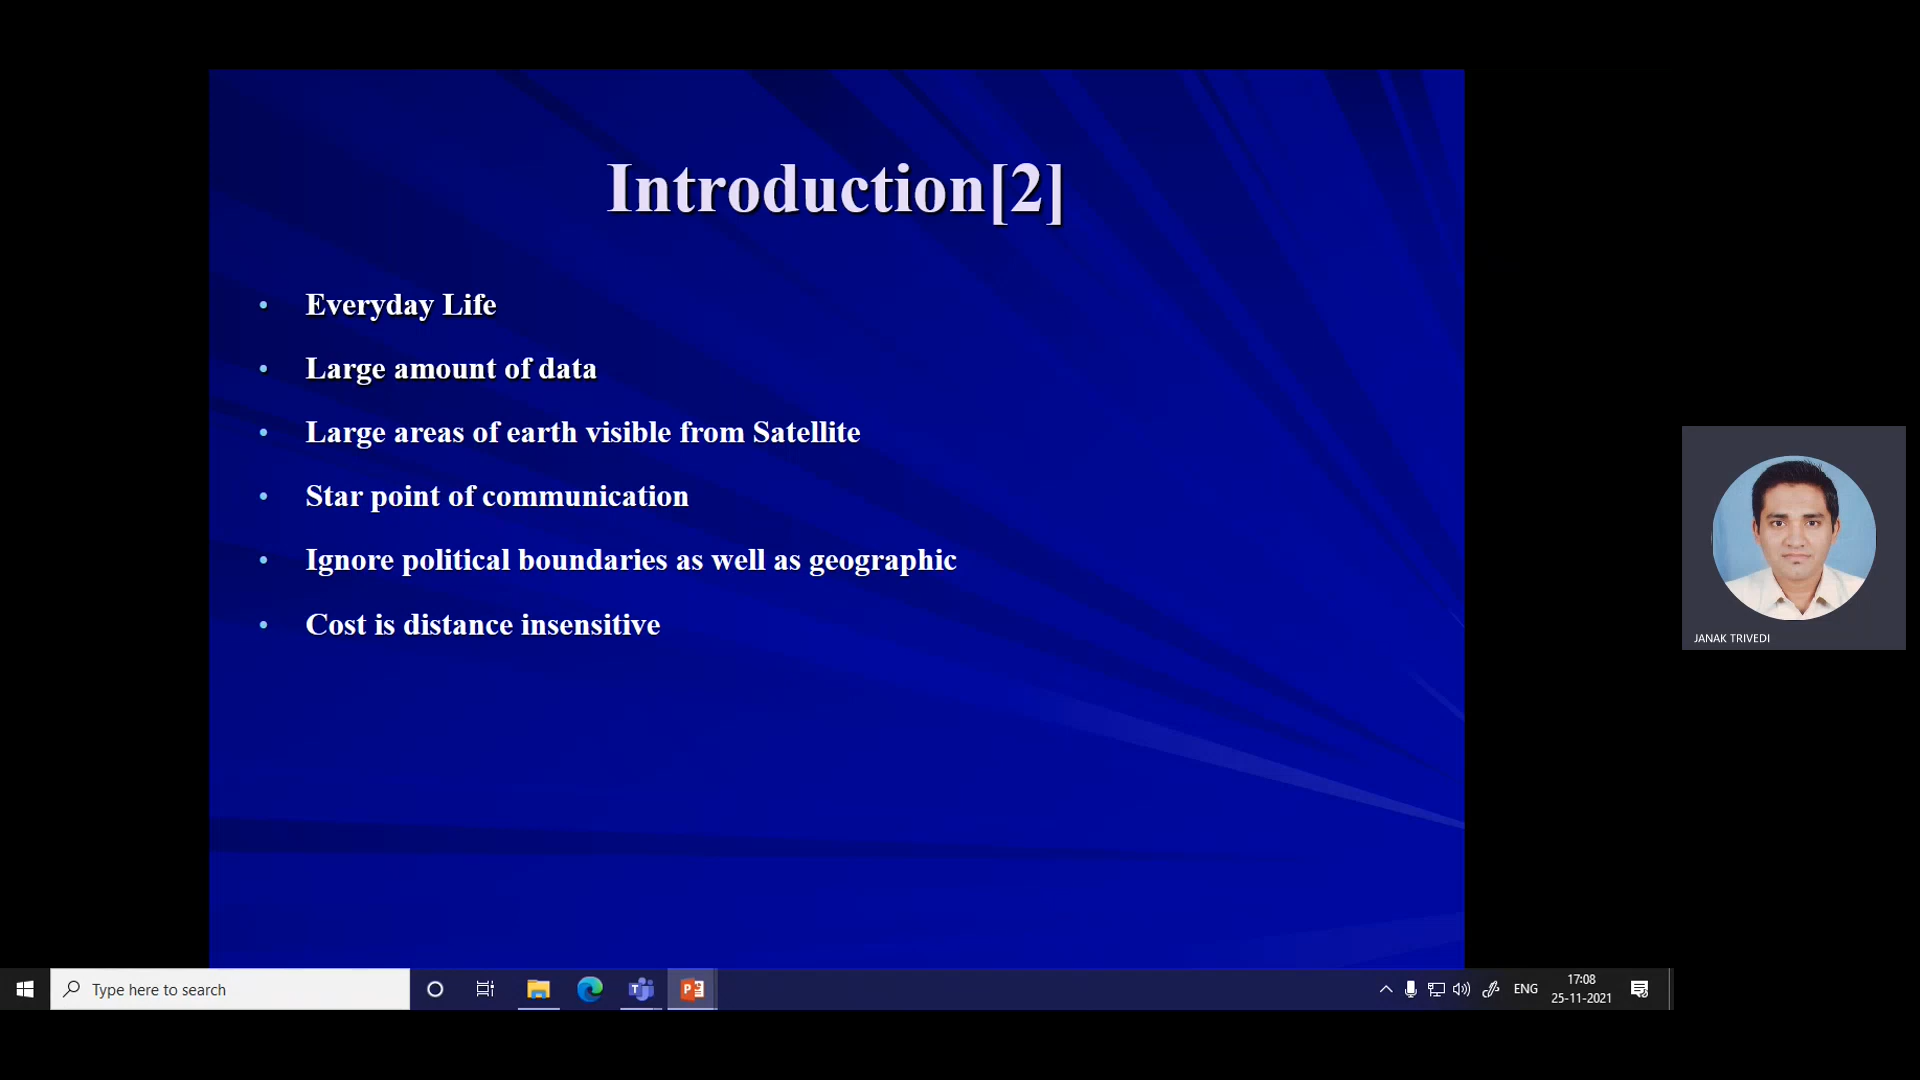 Introduction[2]
• Everyday Life
• Large amount of data
• Large areas of earth visible from Satellite
• Star point of communication
• Ignore political boundaries as well as geographic
• Cost is distance insensitive
JANAK TRIVEDI
Type here to search
ENG
17:08
25-11-2021